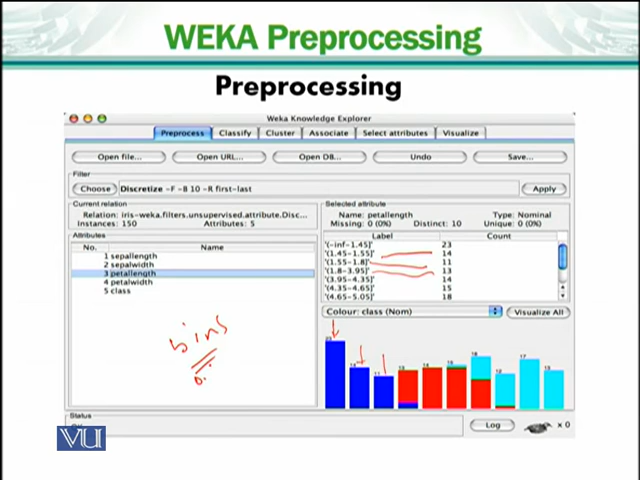 WEKA Preprocessing
Preprocessing
Weka Knowledge Explorer
Preprocess Classify Cluster Associate Select attributes Visualize
Open file... Open URL... Open DB... Undo Save...
Filter
Choose Discretize -F -B 10 -R first-last Apply
Current relation
Relation: iris-weka.filters.unsupervised.attribute.Disc...
Instances: 150 Attributes: 5
Selected attribute
Name: petallength Type: Nominal
Missing: 0 (0%) Distinct: 10 Unique: 0 (0%)
Attributes
No. Name
1 sepallength
2 sepalwidth
3 petallength
4 petalwidth
5 class
Label Count
'(-inf-1.45]' 23
'(1.45-1.55]' 14
'(1.55-1.8]' 11
'(1.8-3.95]' 13
'(3.95-4.35]' 14
'(4.35-4.65]' 15
'(4.65-5.05]' 18
Colour: class (Nom) Visualize All
bins
23 14 11 13 14 15 18 12 17 13
Status
Log x 0
VU